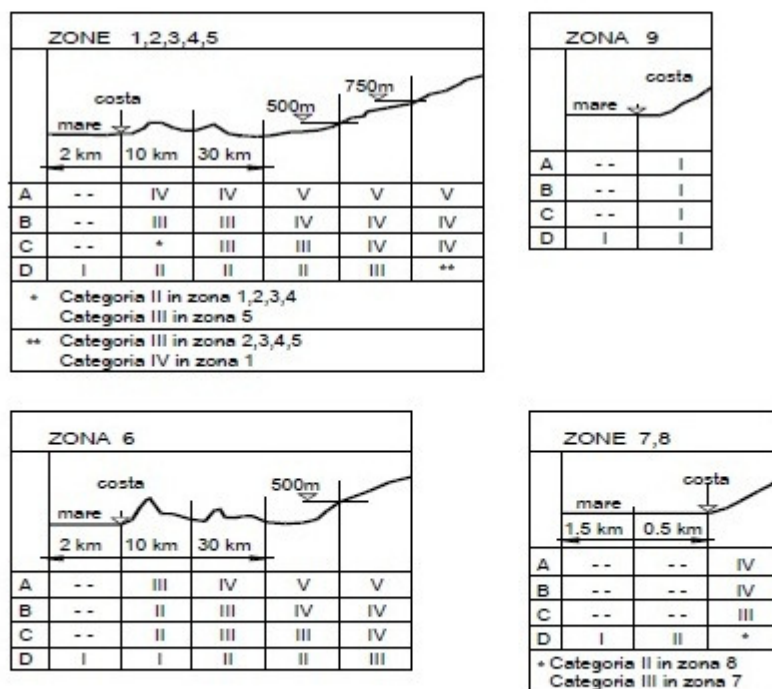 ZONE 1,2,3,4,5
costa
mare
500m
750m
2 km 10 km 30 km
A -- IV IV V V V
B -- III III IV IV IV
C -- * III III IV IV
D I II II II III **
* Categoria II in zona 1,2,3,4
Categoria III in zona 5
** Categoria III in zona 2,3,4,5
Categoria IV in zona 1
ZONA 9
costa
mare
A -- I
B -- I
C -- I
D I I
ZONA 6
costa
mare
500m
2 km 10 km 30 km
A -- III IV V V
B -- II III IV IV
C -- II III III IV
D I I II II III
ZONE 7,8
costa
mare
1.5 km 0.5 km
A -- -- IV
B -- -- IV
C -- -- III
D I II *
* Categoria II in zona 8
Categoria III in zona 7